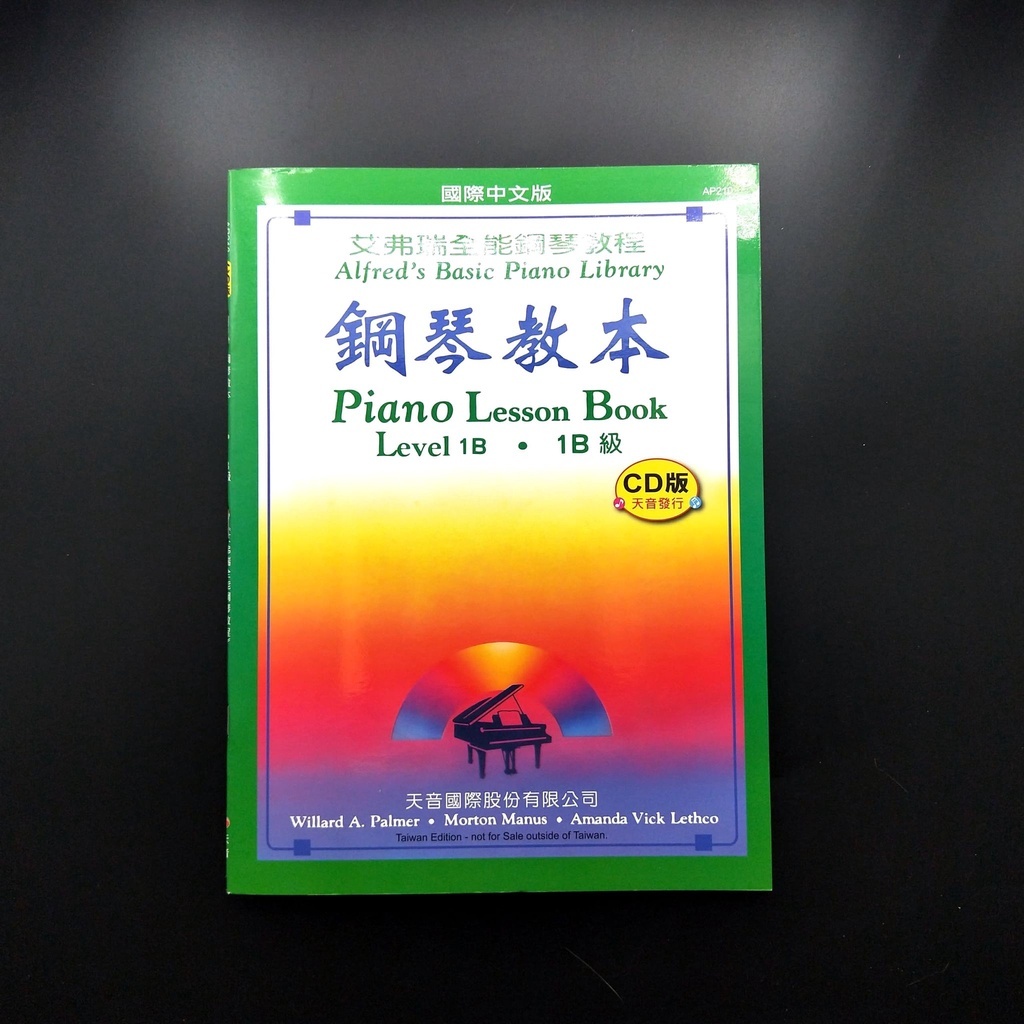 國際中文版
艾弗瑞全能鋼琴教程
Alfred's Basic Piano Library
鋼琴教本
Piano Lesson Book
Level 1B • 1B 級
CD版
天音發行
天音國際股份有限公司
Willard A. Palmer • Morton Manus • Amanda Vick Lethco
Taiwan Edition - not for Sale outside of Taiwan.